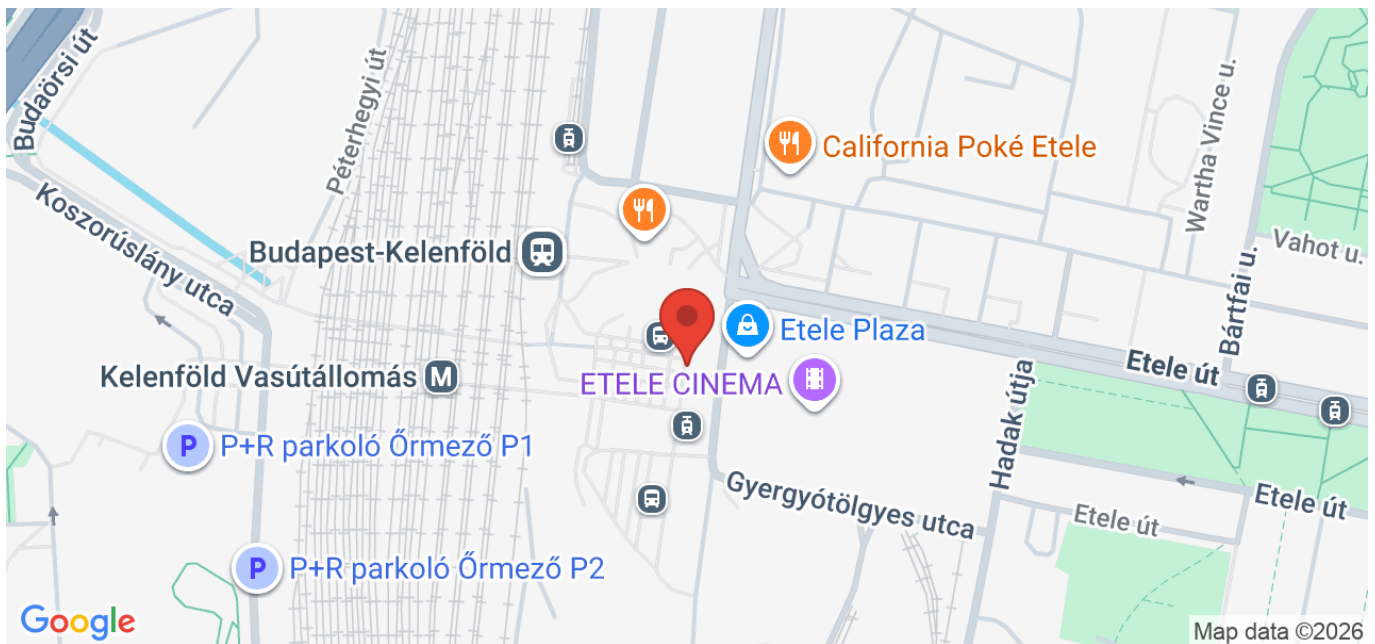 Budaörsi út
Péterhegyi út
Wartha Vince u.
California Poké Etele
Koszorúslány utca
Vahot u.
Budapest-Kelenföld
Bártfai u.
Etele Plaza
Etele út
Kelenföld Vasútállomás M
ETELE CINEMA
Hadak útja
P P+R parkoló Őrmező P1
Gyergyótölgyes utca
Etele út
Etele út
P P+R parkoló Őrmező P2
Google
Map data ©2026